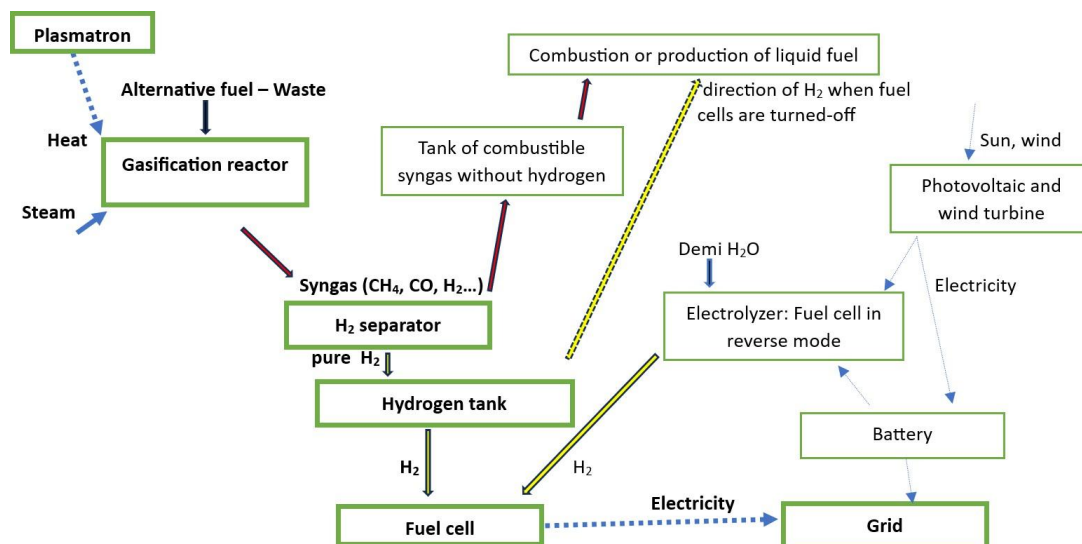 Plasmatron
Alternative fuel – Waste
Heat
Gasification reactor
Steam
Syngas (CH₄, CO, H₂...)
H₂ separator
pure H₂
Hydrogen tank
H₂
Fuel cell
Combustion or production of liquid fuel
direction of H₂ when fuel
cells are turned-off
Tank of combustible
syngas without hydrogen
Sun, wind
Photovoltaic and
wind turbine
Demi H₂O
Electricity
Electrolyzer: Fuel cell in
reverse mode
Battery
H₂
Electricity
Grid